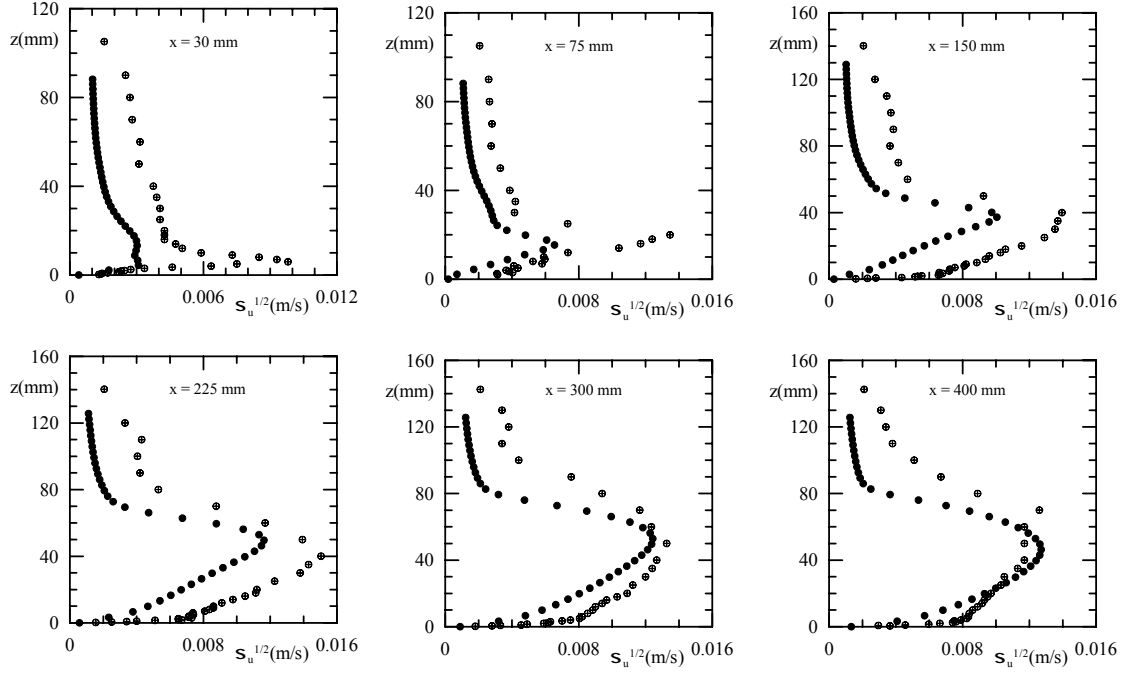 120
z(mm)
x = 30 mm
80
40
0
0
0.006
0.012
s_u^1/2(m/s)
120
z(mm)
x = 75 mm
80
40
0
0
0.008
0.016
s_u^1/2(m/s)
160
z(mm)
x = 150 mm
120
80
40
0
0
0.008
0.016
s_u^1/2(m/s)
160
z(mm)
x = 225 mm
120
80
40
0
0
0.008
0.016
s_u^1/2(m/s)
160
z(mm)
x = 300 mm
120
80
40
0
0
0.008
0.016
s_u^1/2(m/s)
160
z(mm)
x = 400 mm
120
80
40
0
0
0.008
0.016
s_u^1/2(m/s)